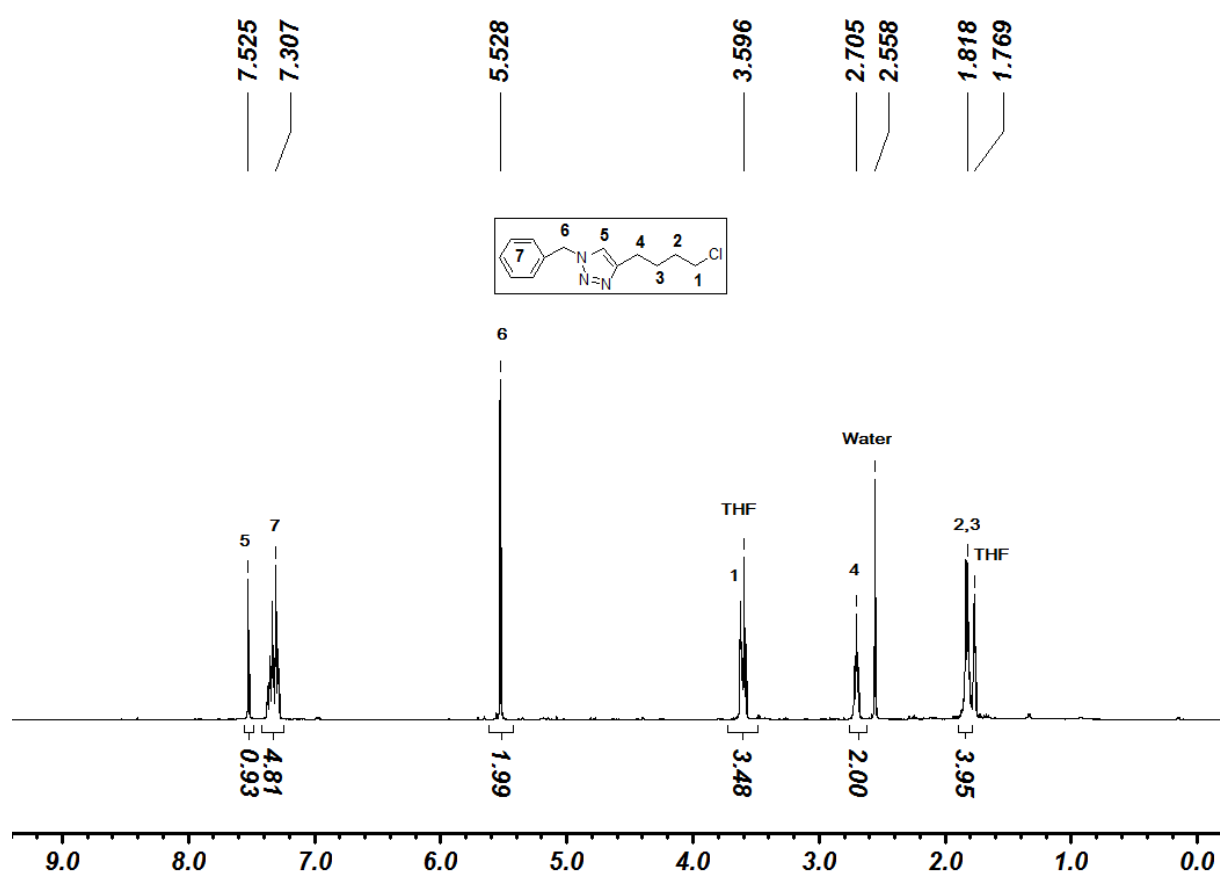 7.525 7.307 5.528 3.596 2.705 2.558 1.818 1.769
6 5 4 2 Cl
7 N 3 1
N=N
6
Water
THF 2,3
5 7 1 4 THF
0.93 4.81 1.99 3.48 2.00 3.95
9.0 8.0 7.0 6.0 5.0 4.0 3.0 2.0 1.0 0.0